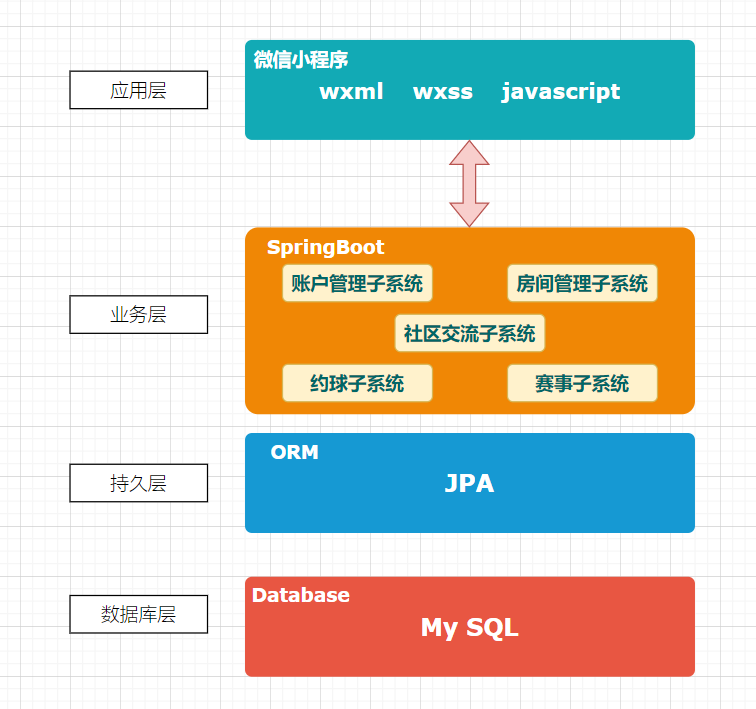 微信小程序
应用层
wxml wxss javascript
SpringBoot
账户管理子系统 房间管理子系统
业务层
社区交流子系统
约球子系统 赛事子系统
ORM
持久层
JPA
Database
数据库层
My SQL